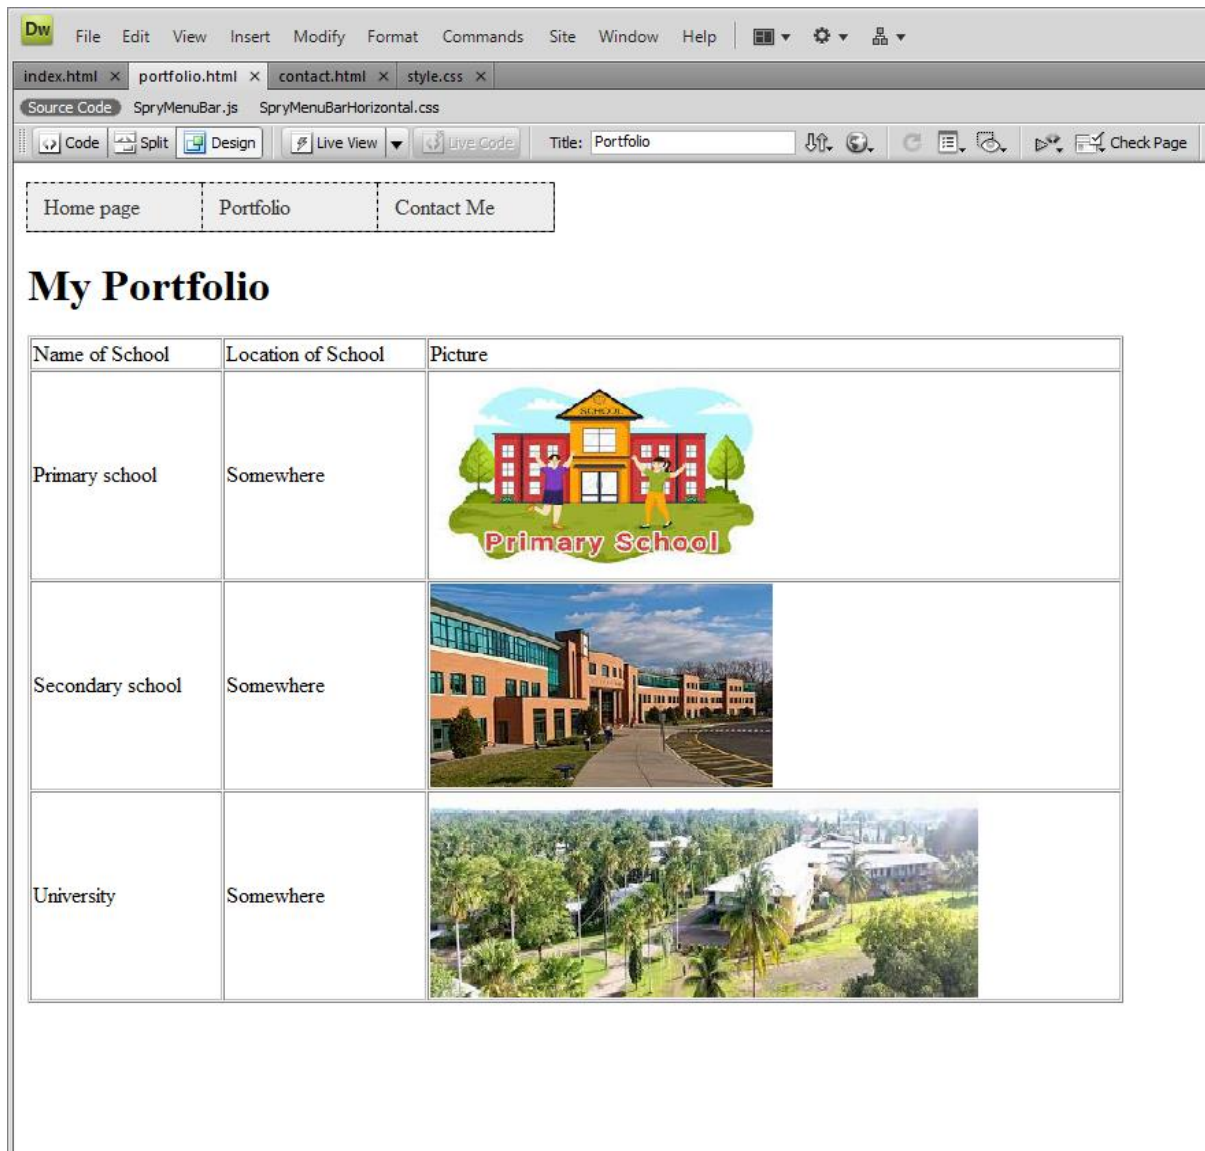 Dw File Edit View Insert Modify Format Commands Site Window Help
index.html × portfolio.html × contact.html × style.css ×
Source Code SpryMenuBar.js SpryMenuBarHorizontal.css
Code Split Design Live View Live Code Title: Portfolio Check Page
Home page Portfolio Contact Me
My Portfolio
Name of School Location of School Picture
SCHOOL
Primary school Somewhere
Primary School
Secondary school Somewhere
University Somewhere